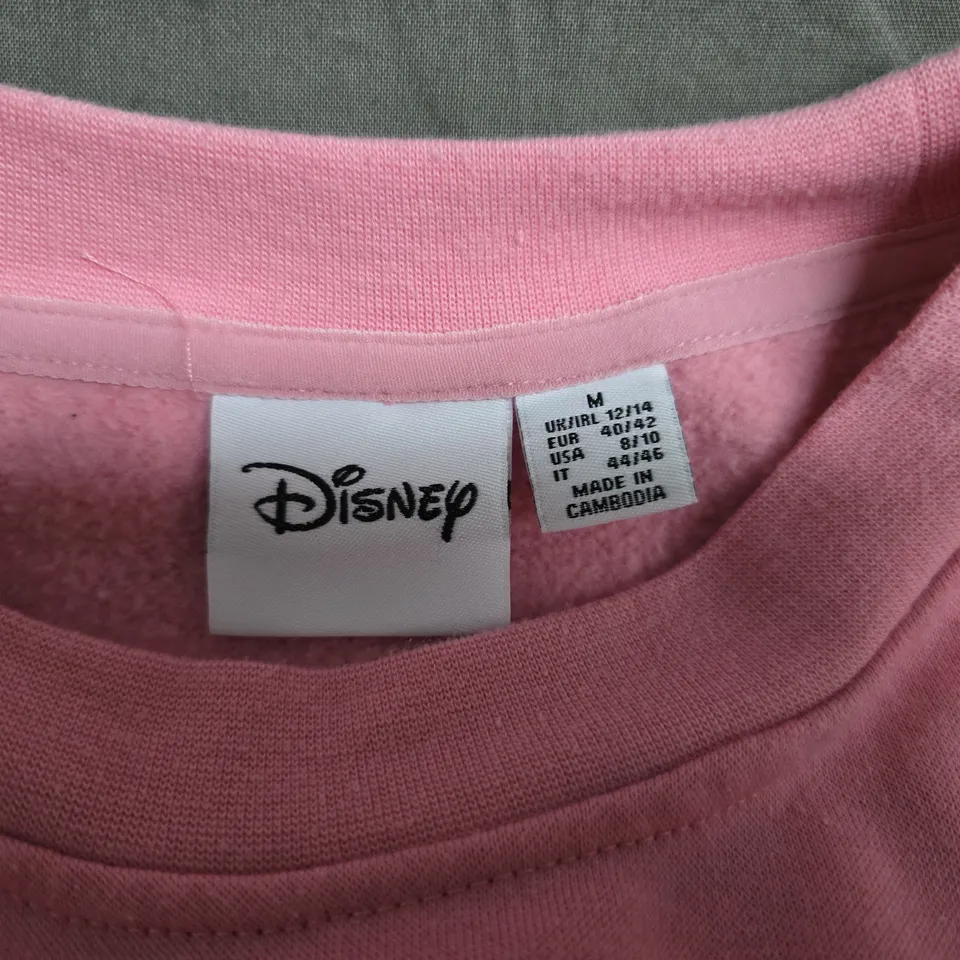 Disney
M
UK/IRL 12/14
EUR 40/42
USA 8/10
IT 44/46
MADE IN
CAMBODIA